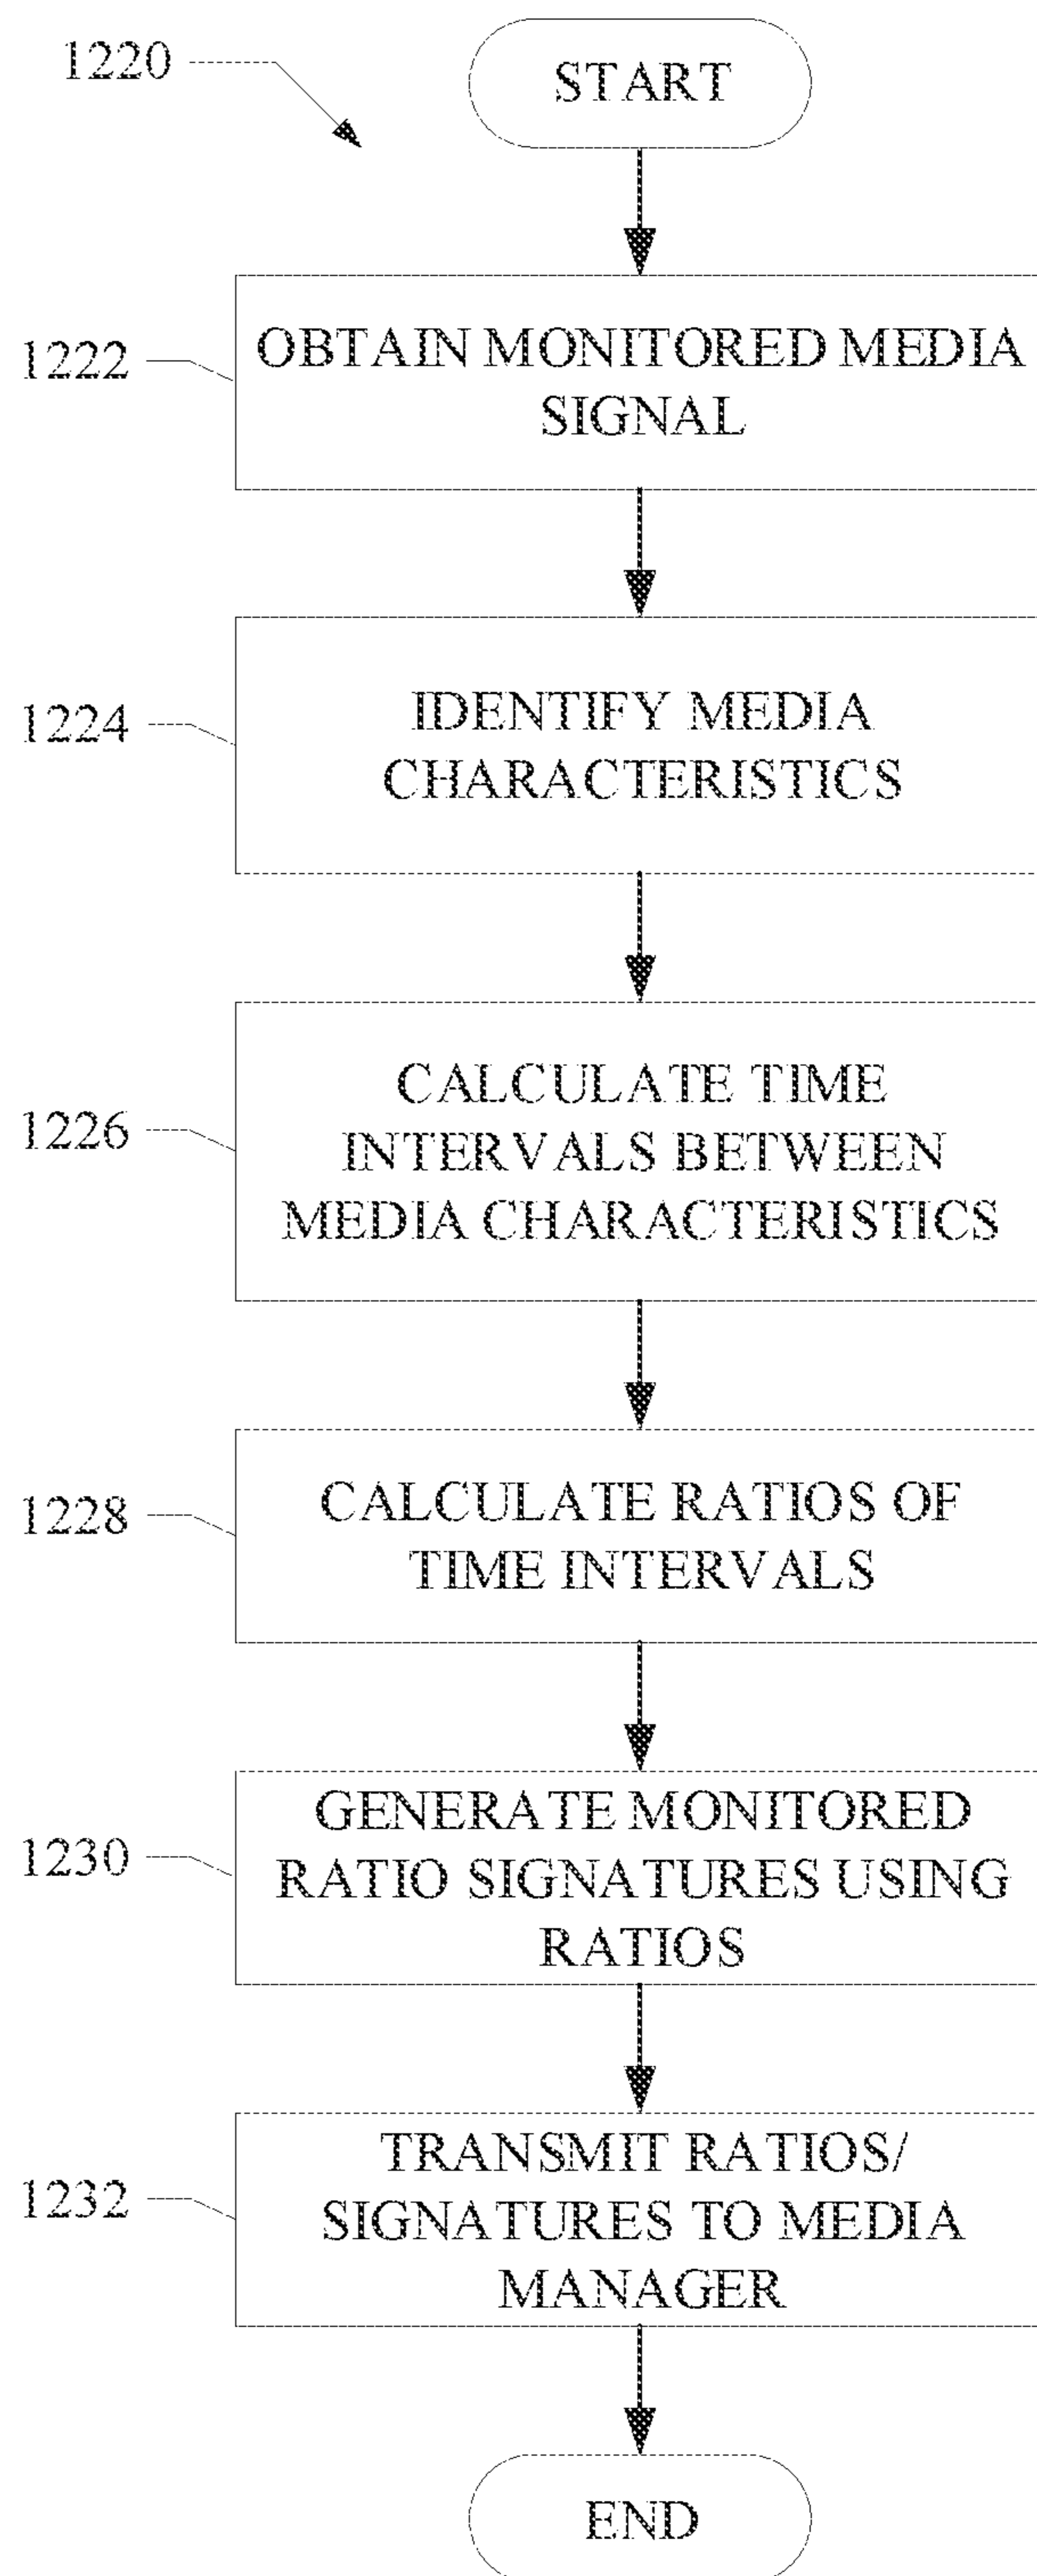 1220
START
1222
OBTAIN MONITORED MEDIA
SIGNAL
1224
IDENTIFY MEDIA
CHARACTERISTICS
1226
CALCULATE TIME
INTERVALS BETWEEN
MEDIA CHARACTERISTICS
1228
CALCULATE RATIOS OF
TIME INTERVALS
1230
GENERATE MONITORED
RATIO SIGNATURES USING
RATIOS
1232
TRANSMIT RATIOS/
SIGNATURES TO MEDIA
MANAGER
END